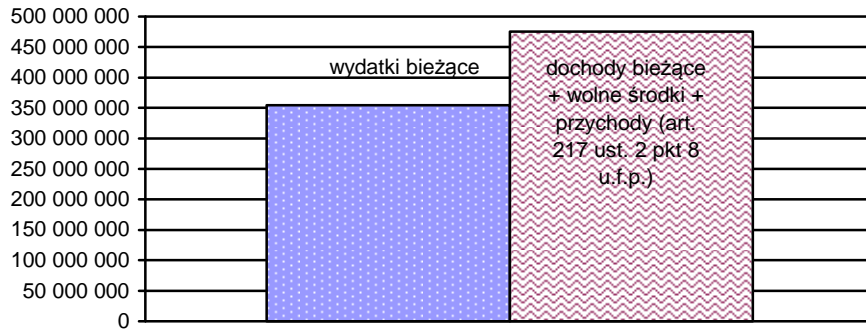 500 000 000
450 000 000
400 000 000
350 000 000
300 000 000
250 000 000
200 000 000
150 000 000
100 000 000
50 000 000
0
wydatki bieżące
dochody bieżące
+ wolne środki +
przychody (art.
217 ust. 2 pkt 8
u.f.p.)